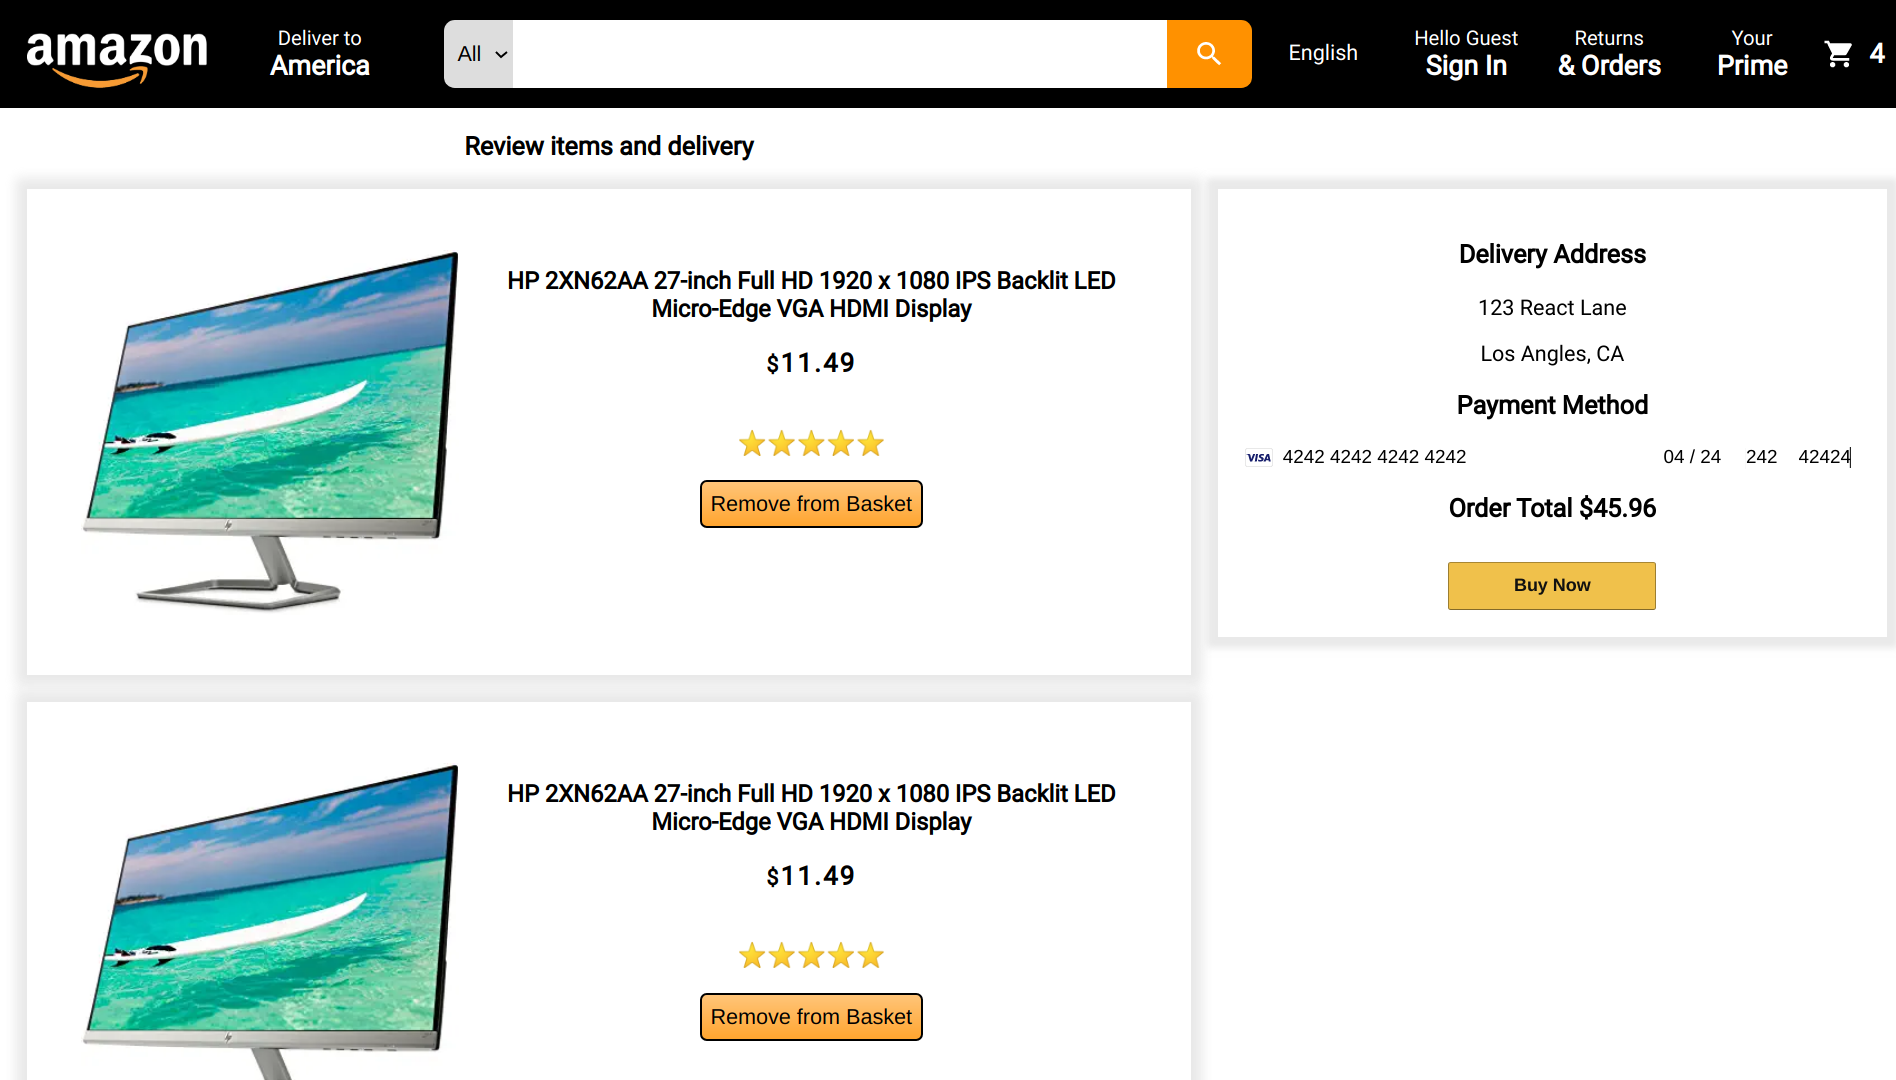 amazon
Deliver to
America
All
English
Hello Guest
Sign In
Returns
& Orders
Your
Prime
4
Review items and delivery
HP 2XN62AA 27-inch Full HD 1920 x 1080 IPS Backlit LED
Micro-Edge VGA HDMI Display
$11.49
Remove from Basket
HP 2XN62AA 27-inch Full HD 1920 x 1080 IPS Backlit LED
Micro-Edge VGA HDMI Display
$11.49
Remove from Basket
Delivery Address
123 React Lane
Los Angles, CA
Payment Method
VISA 4242 4242 4242 4242 04 / 24 242 42424
Order Total $45.96
Buy Now